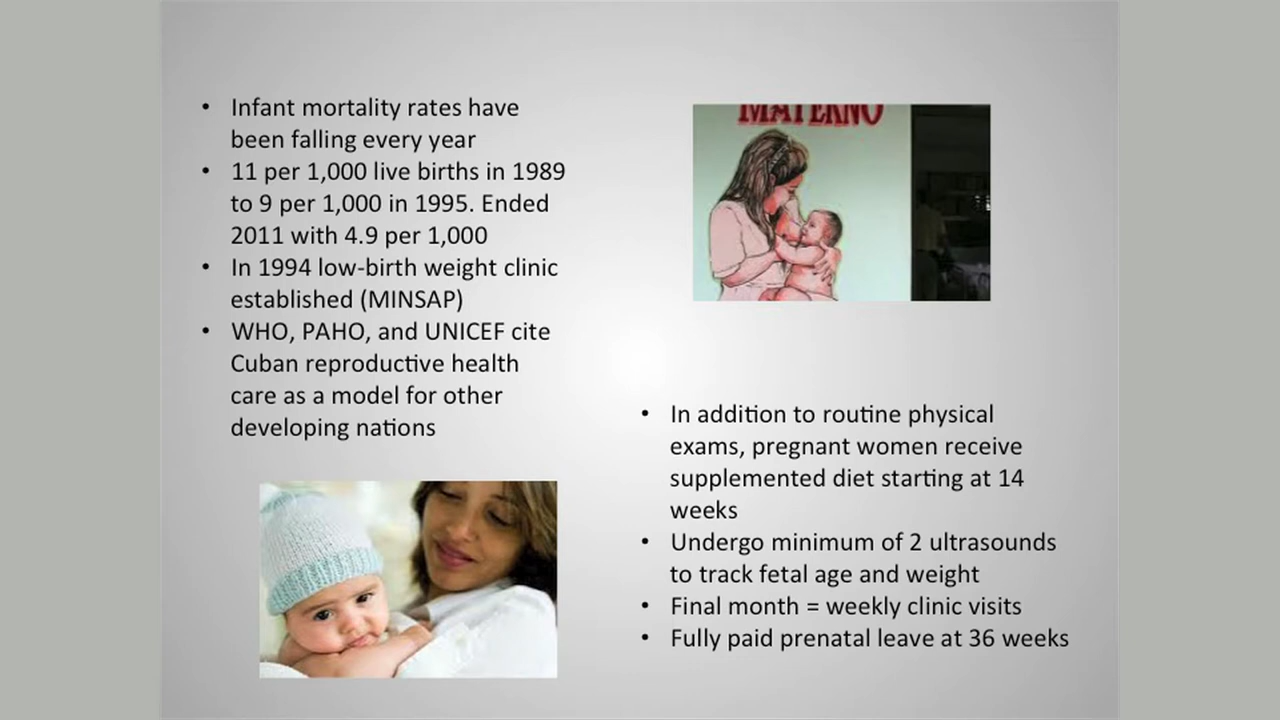 • Infant mortality rates have
been falling every year
• 11 per 1,000 live births in 1989
to 9 per 1,000 in 1995. Ended
2011 with 4.9 per 1,000
• In 1994 low-birth weight clinic
established (MINSAP)
• WHO, PAHO, and UNICEF cite
Cuban reproductive health
care as a model for other
developing nations
MATERNO
• In addition to routine physical
exams, pregnant women receive
supplemented diet starting at 14
weeks
• Undergo minimum of 2 ultrasounds
to track fetal age and weight
• Final month = weekly clinic visits
• Fully paid prenatal leave at 36 weeks